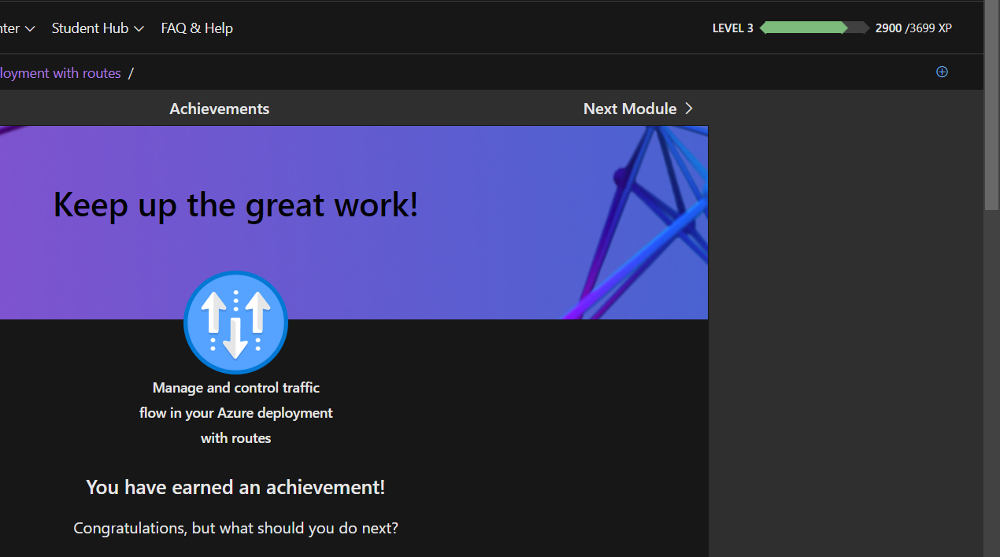 nter Student Hub FAQ & Help LEVEL 3 2900 /3699 XP
loyment with routes /
Achievements Next Module
Keep up the great work!
Manage and control traffic
flow in your Azure deployment
with routes
You have earned an achievement!
Congratulations, but what should you do next?